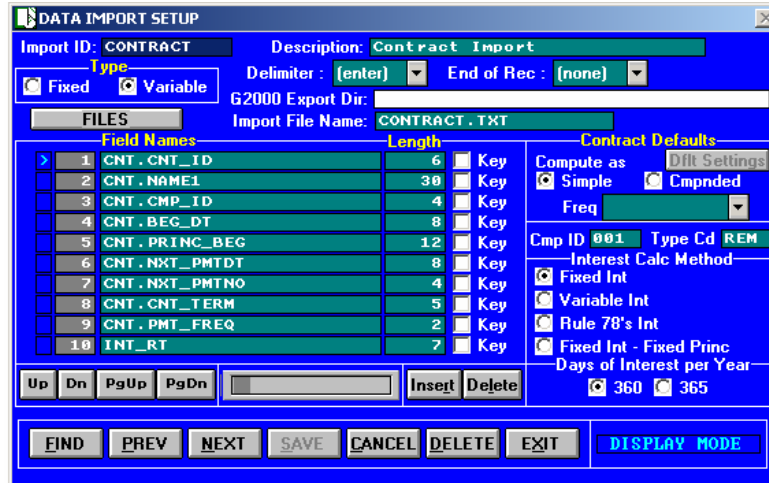 DATA IMPORT SETUP
Import ID: CONTRACT Description: Contract Import
Type
Fixed Variable
Delimiter : (enter) End of Rec : (none)
G2000 Export Dir:
FILES Import File Name: CONTRACT.TXT
Field Names Length
> 1 CNT.CNT_ID 6 Key
2 CNT.NAME1 30 Key
3 CNT.CMP_ID 4 Key
4 CNT.BEG_DT 8 Key
5 CNT.PRINC_BEG 12 Key
6 CNT.NXT_PMTDT 8 Key
7 CNT.NXT_PMTNO 4 Key
8 CNT.CNT_TERM 5 Key
9 CNT.PMT_FREQ 2 Key
10 INT_RT 7 Key
Contract Defaults
Compute as Dflt Settings
Simple Cmpnded
Freq
Cmp ID 001 Type Cd REM
Interest Calc Method
Fixed Int
Variable Int
Rule 78's Int
Fixed Int - Fixed Princ
Days of Interest per Year
360 365
Up Dn PgUp PgDn Insert Delete
FIND PREV NEXT SAVE CANCEL DELETE EXIT DISPLAY MODE